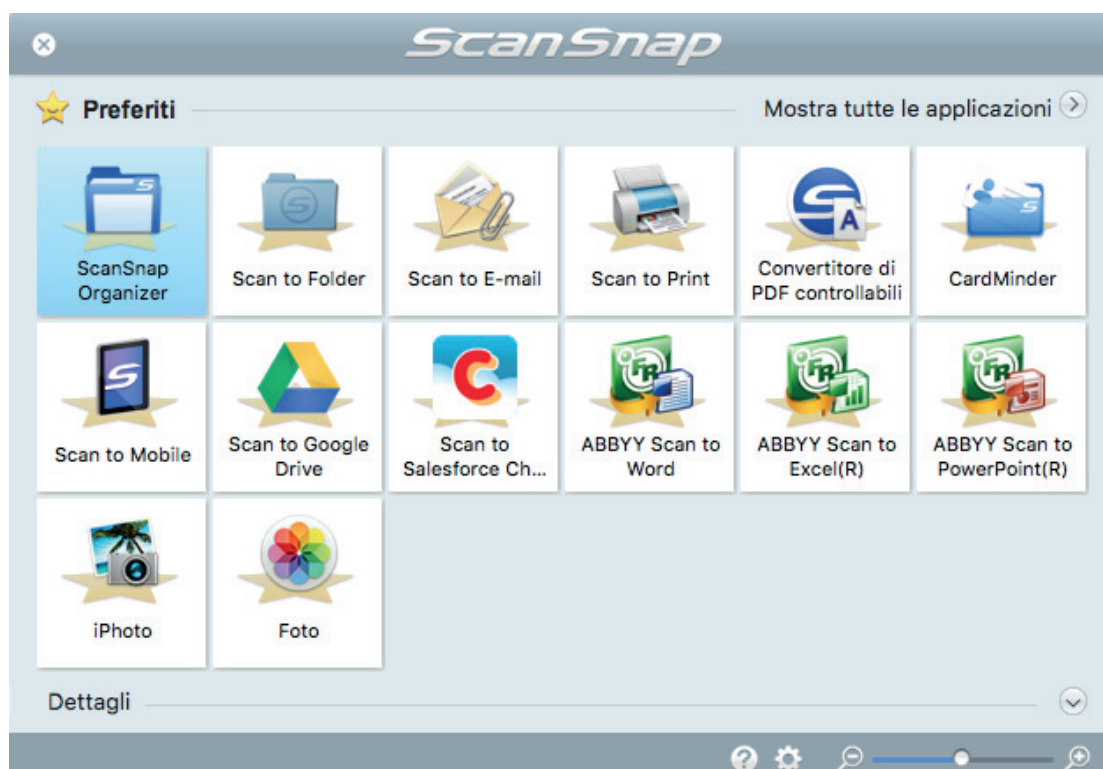 ScanSnap
Preferiti
Mostra tutte le applicazioni
ScanSnap
Organizer
Scan to Folder
Scan to E-mail
Scan to Print
Convertitore di
PDF controllabili
CardMinder
Scan to Mobile
Scan to Google
Drive
Scan to
Salesforce Ch...
ABBYY Scan to
Word
ABBYY Scan to
Excel(R)
ABBYY Scan to
PowerPoint(R)
iPhoto
Foto
Dettagli